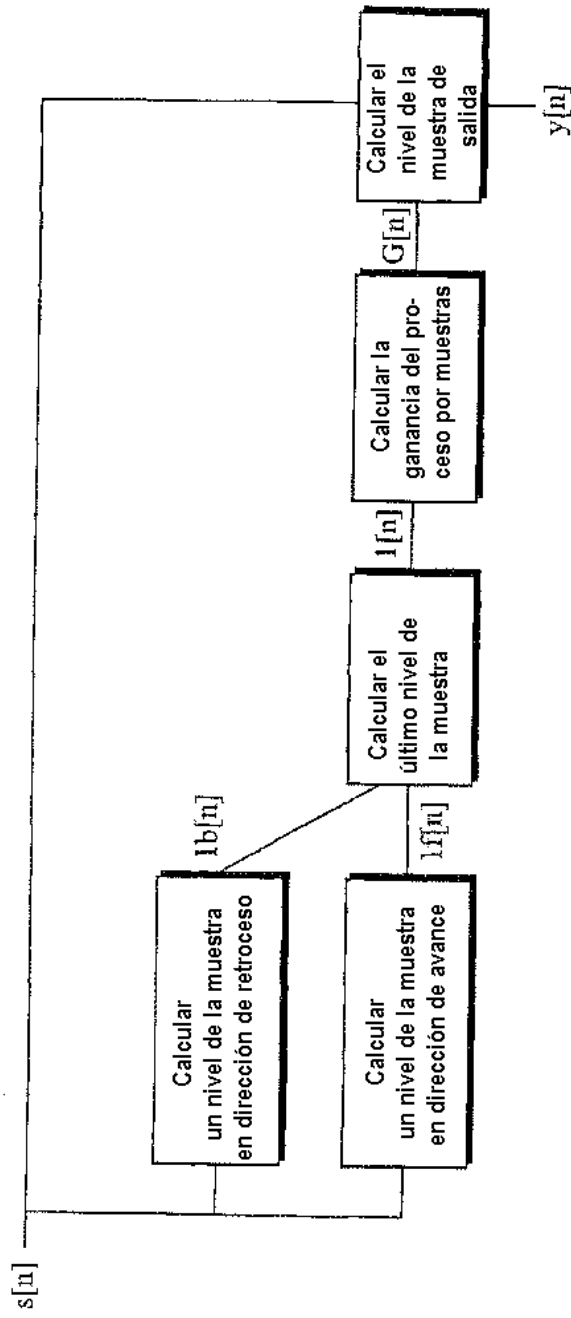 s[n]
Calcular
un nivel de la muestra
en dirección de retroceso
lb[n]
Calcular
un nivel de la muestra
en dirección de avance
lf[n]
Calcular el
último nivel de
la muestra
l[n]
Calcular la
ganancia del pro-
ceso por muestras
G[n]
Calcular el
nivel de la
muestra de
salida
y[n]